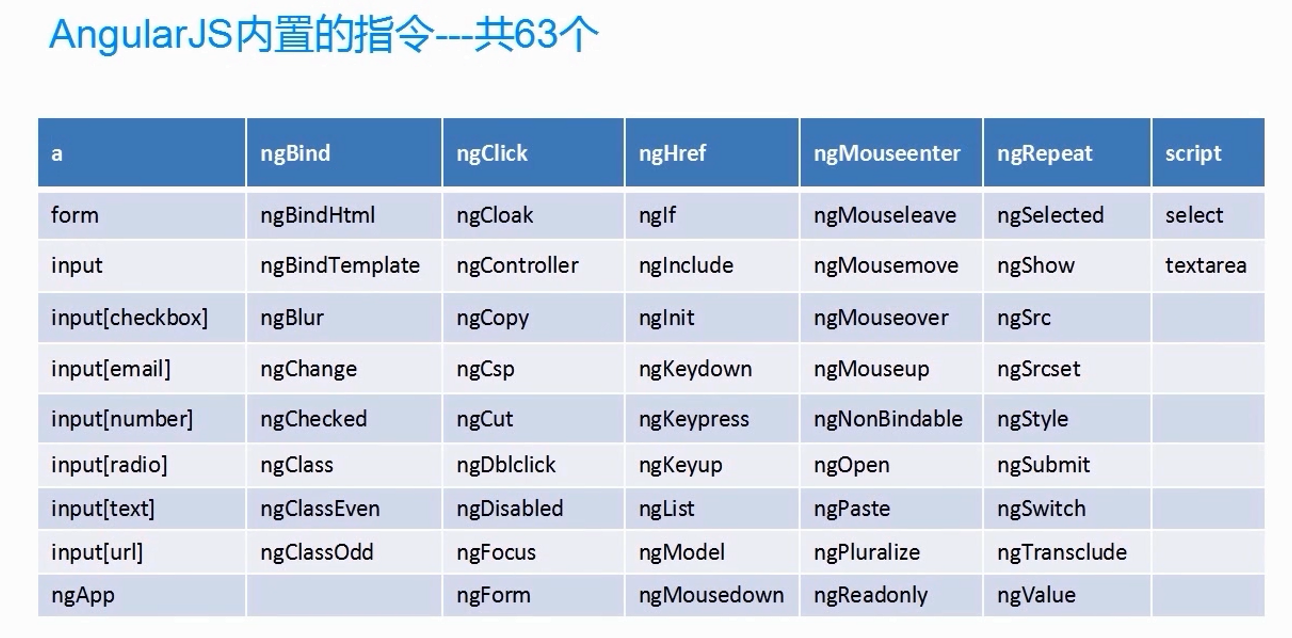 AngularJS内置的指令---共63个
a ngBind ngClick ngHref ngMouseenter ngRepeat script
form ngBindHtml ngCloak ngIf ngMouseleave ngSelected select
input ngBindTemplate ngController ngInclude ngMousemove ngShow textarea
input[checkbox] ngBlur ngCopy ngInit ngMouseover ngSrc
input[email] ngChange ngCsp ngKeydown ngMouseup ngSrcset
input[number] ngChecked ngCut ngKeypress ngNonBindable ngStyle
input[radio] ngClass ngDblclick ngKeyup ngOpen ngSubmit
input[text] ngClassEven ngDisabled ngList ngPaste ngSwitch
input[url] ngClassOdd ngFocus ngModel ngPluralize ngTransclude
ngApp ngForm ngMousedown ngReadonly ngValue